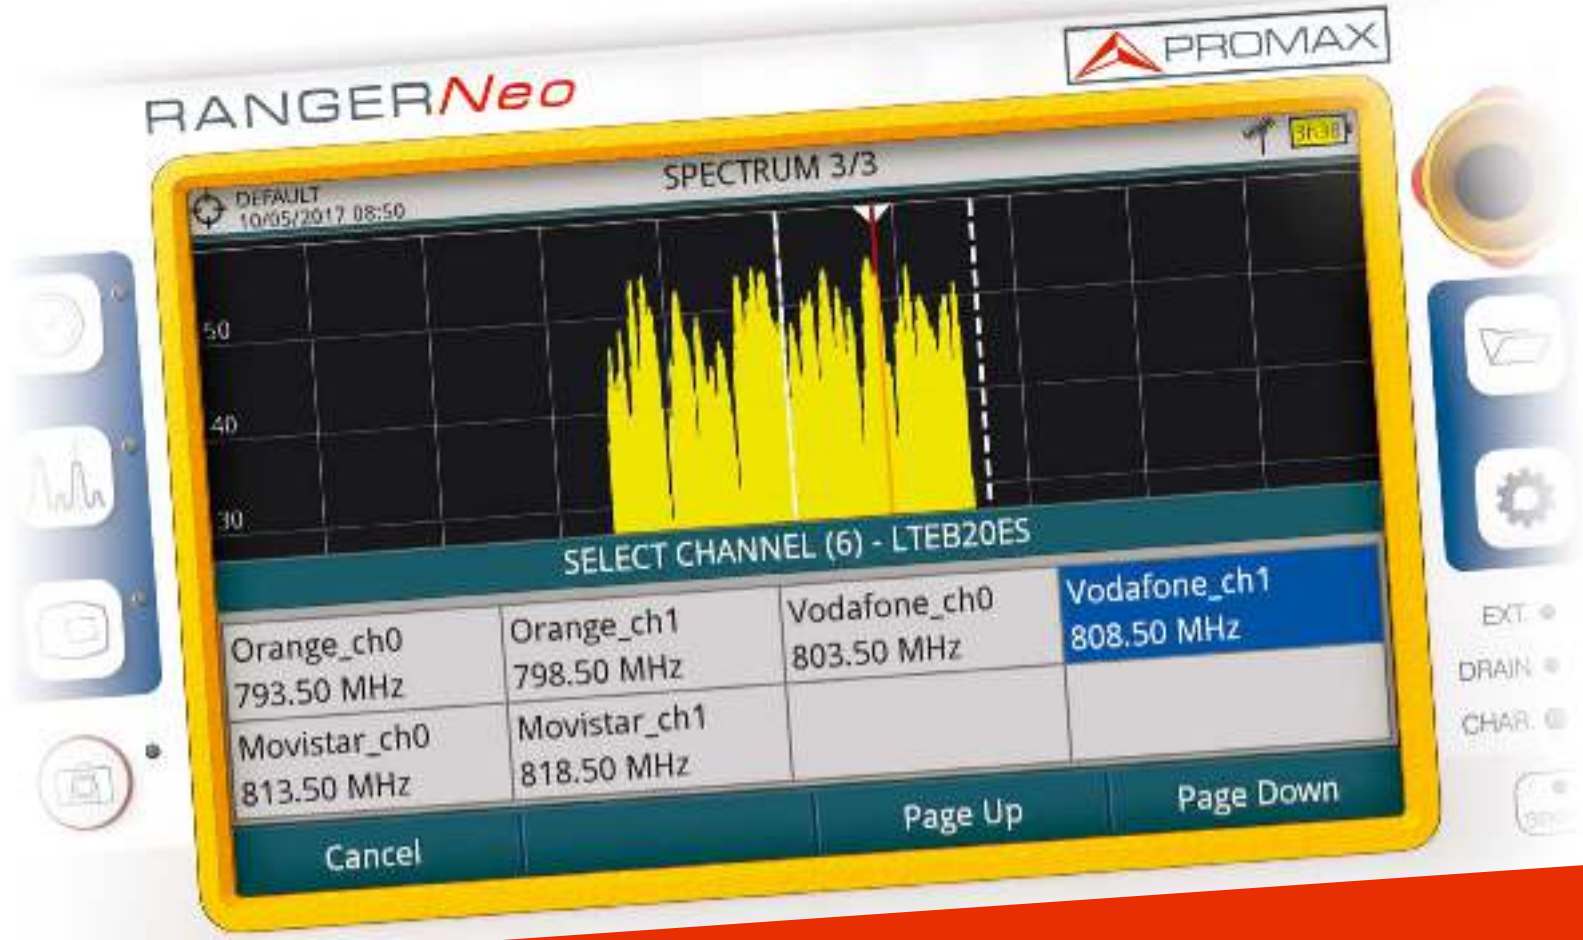 RANGERNeo
PROMAX
DEFAULT
10/05/2017 08:50
SPECTRUM 3/3
3h38
50
40
30
SELECT CHANNEL (6) - LTEB20ES
Orange_ch0
793.50 MHz
Orange_ch1
798.50 MHz
Vodafone_ch0
803.50 MHz
Vodafone_ch1
808.50 MHz
Movistar_ch0
813.50 MHz
Movistar_ch1
818.50 MHz
Cancel
Page Up
Page Down
EXT.
DRAIN
CHAR.